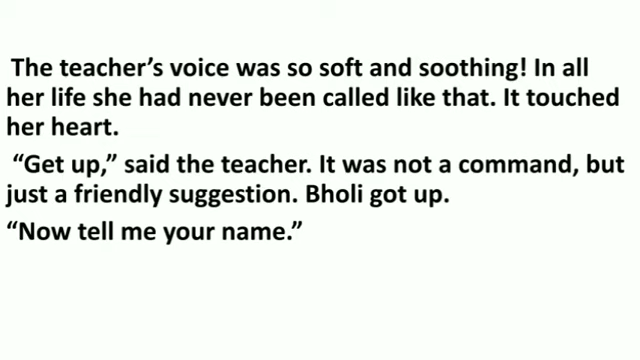 The teacher’s voice was so soft and soothing! In all
her life she had never been called like that. It touched
her heart.
“Get up,” said the teacher. It was not a command, but
just a friendly suggestion. Bholi got up.
“Now tell me your name.”